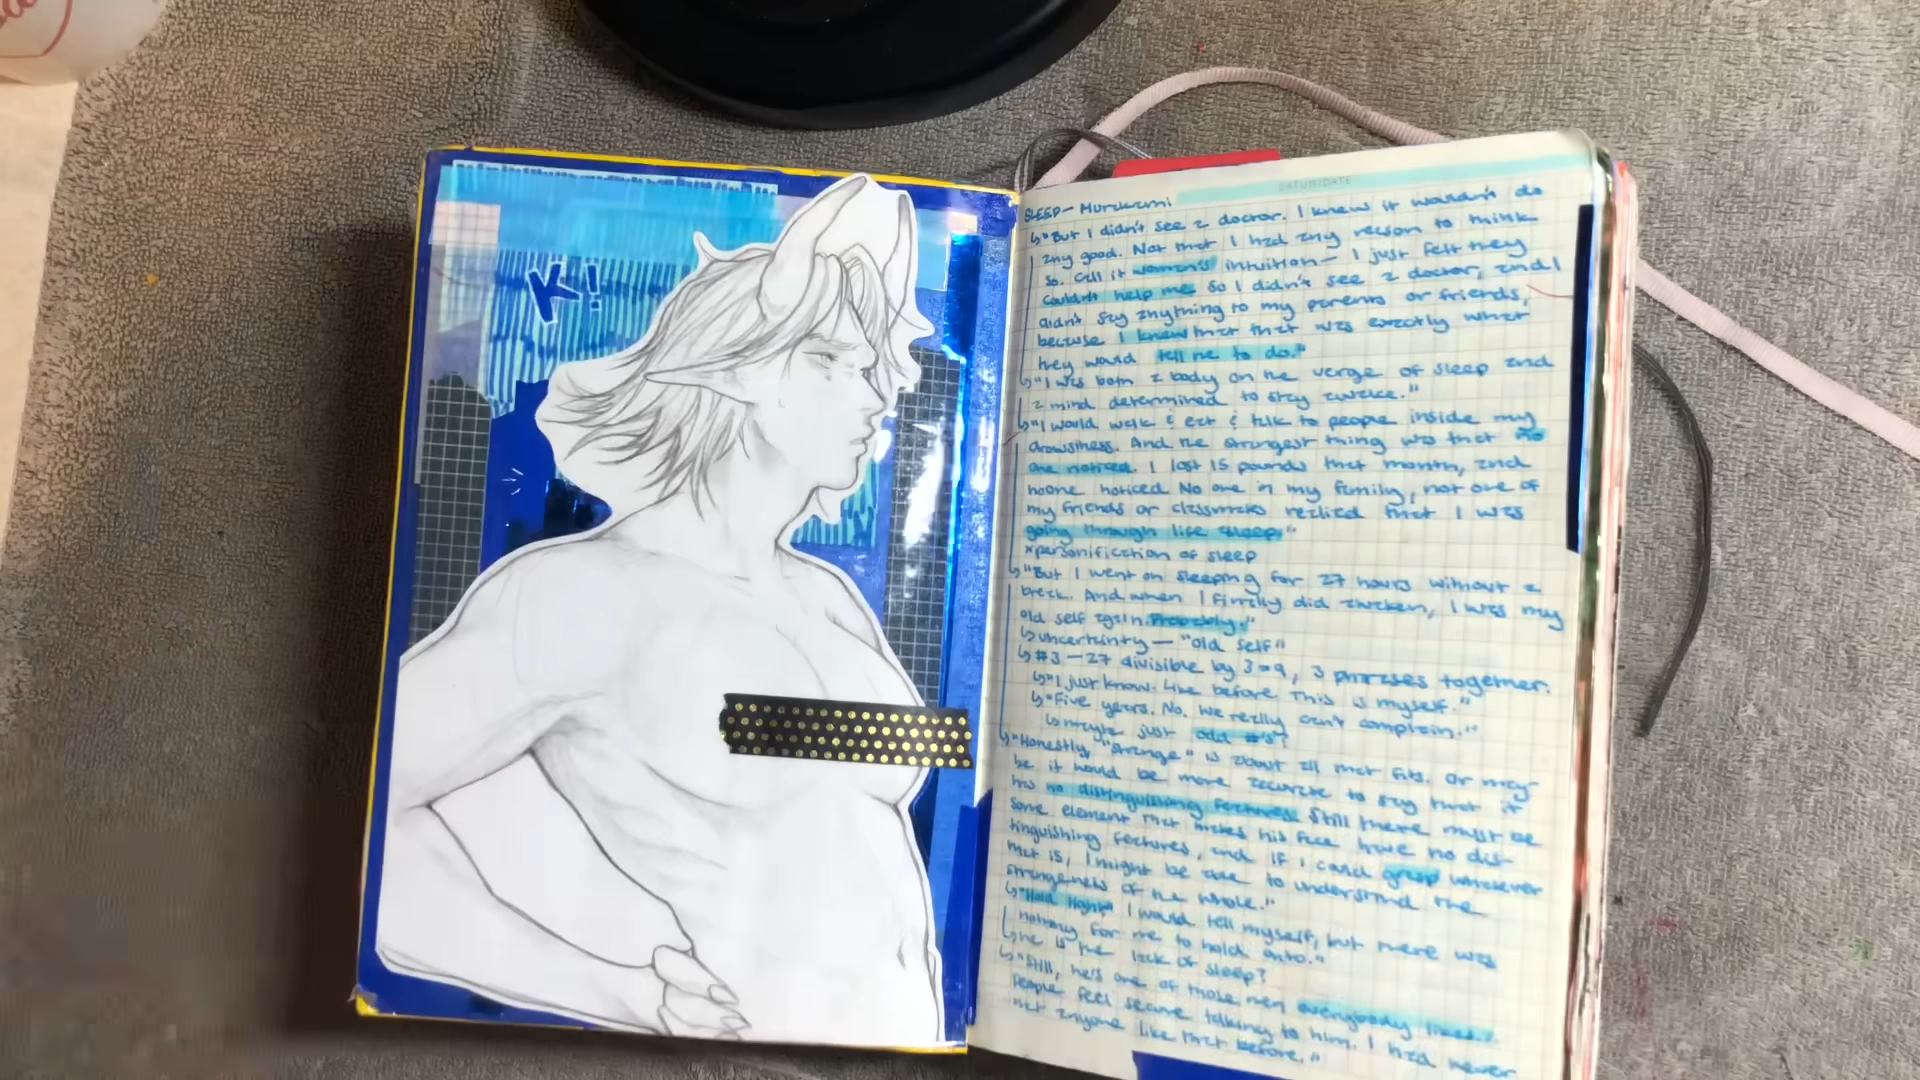 K!
DATUM/DATE
SLEEP - Murakami
↳"But I didn't see a doctor. I knew it wouldn't do
any good. Not that I had any reason to think
so. Call it women's intuition - I just felt they
couldn't help me. So I didn't see a doctor, and I
didn't say anything to my parents or friends,
because I knew that that was exactly what
they would tell me to do."
↳"I was both a body on the verge of sleep and
a mind determined to stay awake."
↳"I would walk & eat & talk to people inside my
drowsiness. And the strangest thing was that no
one noticed. I lost 15 pounds that month, and
noone noticed. No one in my family, not one of
my friends or classmates realized that I was
going through life asleep."
*personification of sleep
↳"But I went on sleeping for 27 hours without a
break. And when I finally did awaken, I was my
old self again. Probably."
↳uncertainty - "old self"
↳#3 - 27 divisible by 3=9, 3 phrases together.
↳"I just know. Like before. This is myself."
↳"Five years. No. We really can't complain."
↳maybe just odd #'s?
↳"Honestly, "strange" is about all that fits. Or may-
be it would be more accurate to say that it
has no distinguishing features. Still there must be
some element that makes his face have no dis-
tinguishing features, and if I could grasp whatever
that is, I might be able to understand the
strangeness of the whole."
↳"Hold tight, I would tell myself, but there was
nothing for me to hold onto."
↳he is the lack of sleep?
↳"Still, he's one of those men everybody likes.
People feel secure talking to him. I had never
met anyone like that before."